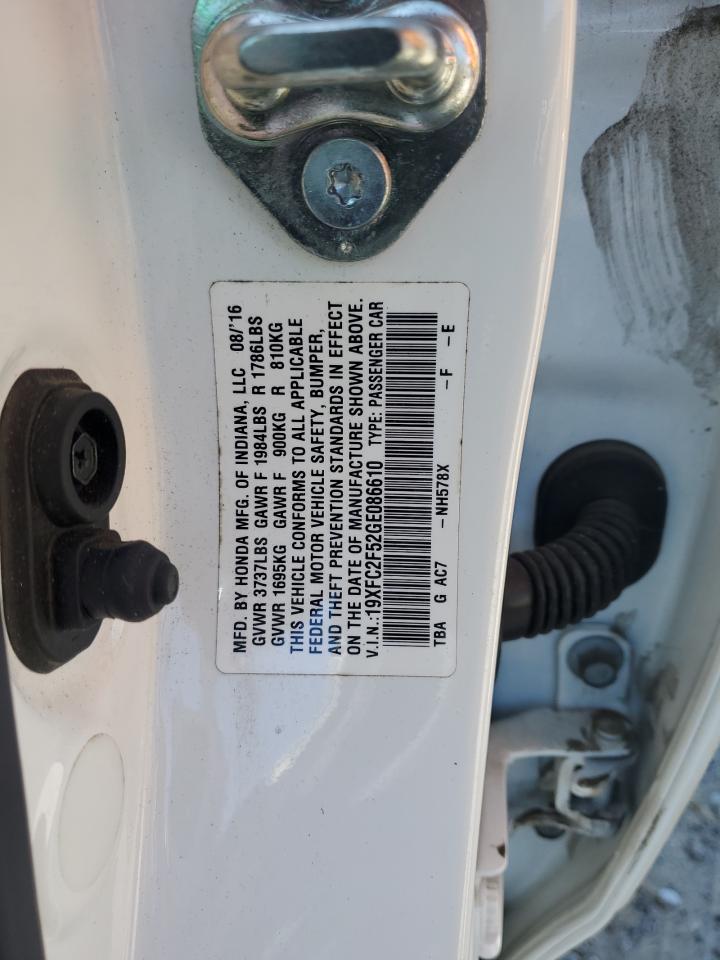 MFD. BY HONDA MFG. OF INDIANA, LLC 08/'16
GVWR 3737LBS GAWR F 1984LBS R 1786LBS
GVWR 1695KG GAWR F 900KG R 810KG
THIS VEHICLE CONFORMS TO ALL APPLICABLE
FEDERAL MOTOR VEHICLE SAFETY, BUMPER,
AND THEFT PREVENTION STANDARDS IN EFFECT
ON THE DATE OF MANUFACTURE SHOWN ABOVE.
V.I.N.:19XFC2F52GE086610 TYPE: PASSENGER CAR
TBA G AC7 -NH578X -F -E